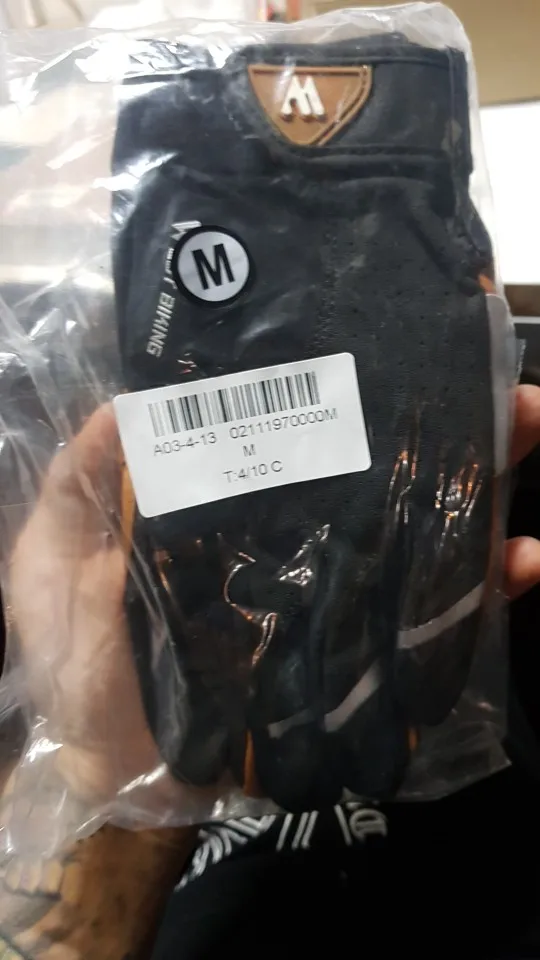 W
M
BIKING
A03-4-13 02111970000M
M
T:4/10 C